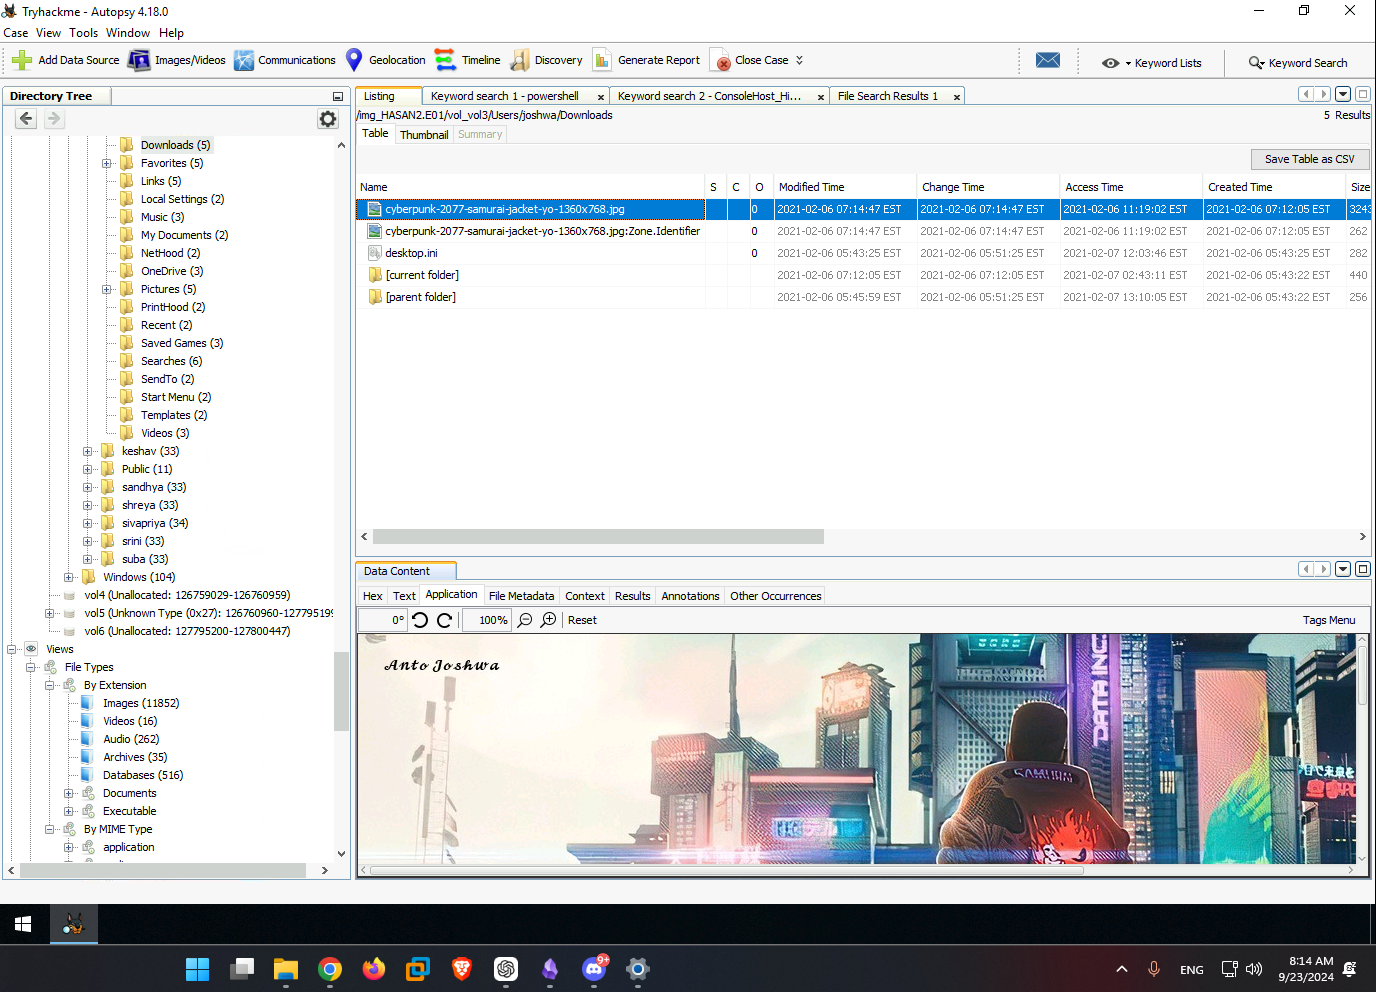 Tryhackme - Autopsy 4.18.0
Case View Tools Window Help
Add Data Source Images/Videos Communications Geolocation Timeline Discovery Generate Report Close Case Keyword Lists Keyword Search
Directory Tree
Listing Keyword search 1 - powershell Keyword search 2 - ConsoleHost_Hi... File Search Results 1
/img_HASAN2.E01/vol_vol3/Users/joshwa/Downloads 5 Results
Table Thumbnail Summary
Save Table as CSV
Name S C O Modified Time Change Time Access Time Created Time Size
cyberpunk-2077-samurai-jacket-yo-1360x768.jpg 0 2021-02-06 07:14:47 EST 2021-02-06 07:14:47 EST 2021-02-06 11:19:02 EST 2021-02-06 07:12:05 EST 3243
cyberpunk-2077-samurai-jacket-yo-1360x768.jpg:Zone.Identifier 0 2021-02-06 07:14:47 EST 2021-02-06 07:14:47 EST 2021-02-06 11:19:02 EST 2021-02-06 07:12:05 EST 262
desktop.ini 0 2021-02-06 05:43:25 EST 2021-02-06 05:51:25 EST 2021-02-07 12:03:46 EST 2021-02-06 05:43:25 EST 282
[current folder] 2021-02-06 07:12:05 EST 2021-02-06 07:12:05 EST 2021-02-07 02:43:11 EST 2021-02-06 05:43:22 EST 440
[parent folder] 2021-02-06 05:45:59 EST 2021-02-06 05:51:25 EST 2021-02-07 13:10:05 EST 2021-02-06 05:43:22 EST 256
Downloads (5)
Favorites (5)
Links (5)
Local Settings (2)
Music (3)
My Documents (2)
NetHood (2)
OneDrive (3)
Pictures (5)
PrintHood (2)
Recent (2)
Saved Games (3)
Searches (6)
SendTo (2)
Start Menu (2)
Templates (2)
Videos (3)
keshav (33)
Public (11)
sandhya (33)
shreya (33)
sivapriya (34)
srini (33)
suba (33)
Windows (104)
vol4 (Unallocated: 126759029-126760959)
vol5 (Unknown Type (0x27): 126760960-127795199
vol6 (Unallocated: 127795200-127800447)
Views
File Types
By Extension
Images (11852)
Videos (16)
Audio (262)
Archives (35)
Databases (516)
Documents
Executable
By MIME Type
application
Data Content
Hex Text Application File Metadata Context Results Annotations Other Occurrences
0° 100% Reset Tags Menu
Anto Joshwa
DATA INC.
SAMURAI
ENG
8:14 AM
9/23/2024
9+